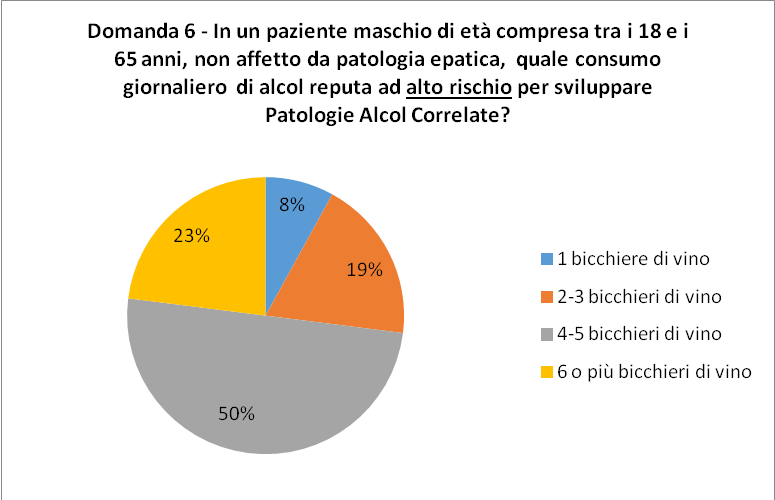 Domanda 6 - In un paziente maschio di età compresa tra i 18 e i
65 anni, non affetto da patologia epatica, quale consumo
giornaliero di alcol reputa ad alto rischio per sviluppare
Patologie Alcol Correlate?
8%
23%
19%
50%
1 bicchiere di vino
2-3 bicchieri di vino
4-5 bicchieri di vino
6 o più bicchieri di vino